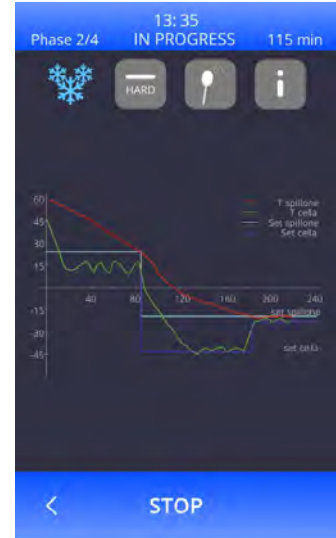 13: 35
Phase 2/4 IN PROGRESS 115 min
HARD
i
60
45
30
15
-15
-30
-45
40 80 120 160 200 240
T spillone
T cella
Set spillone
Set cella
set spillone
set cella
< STOP